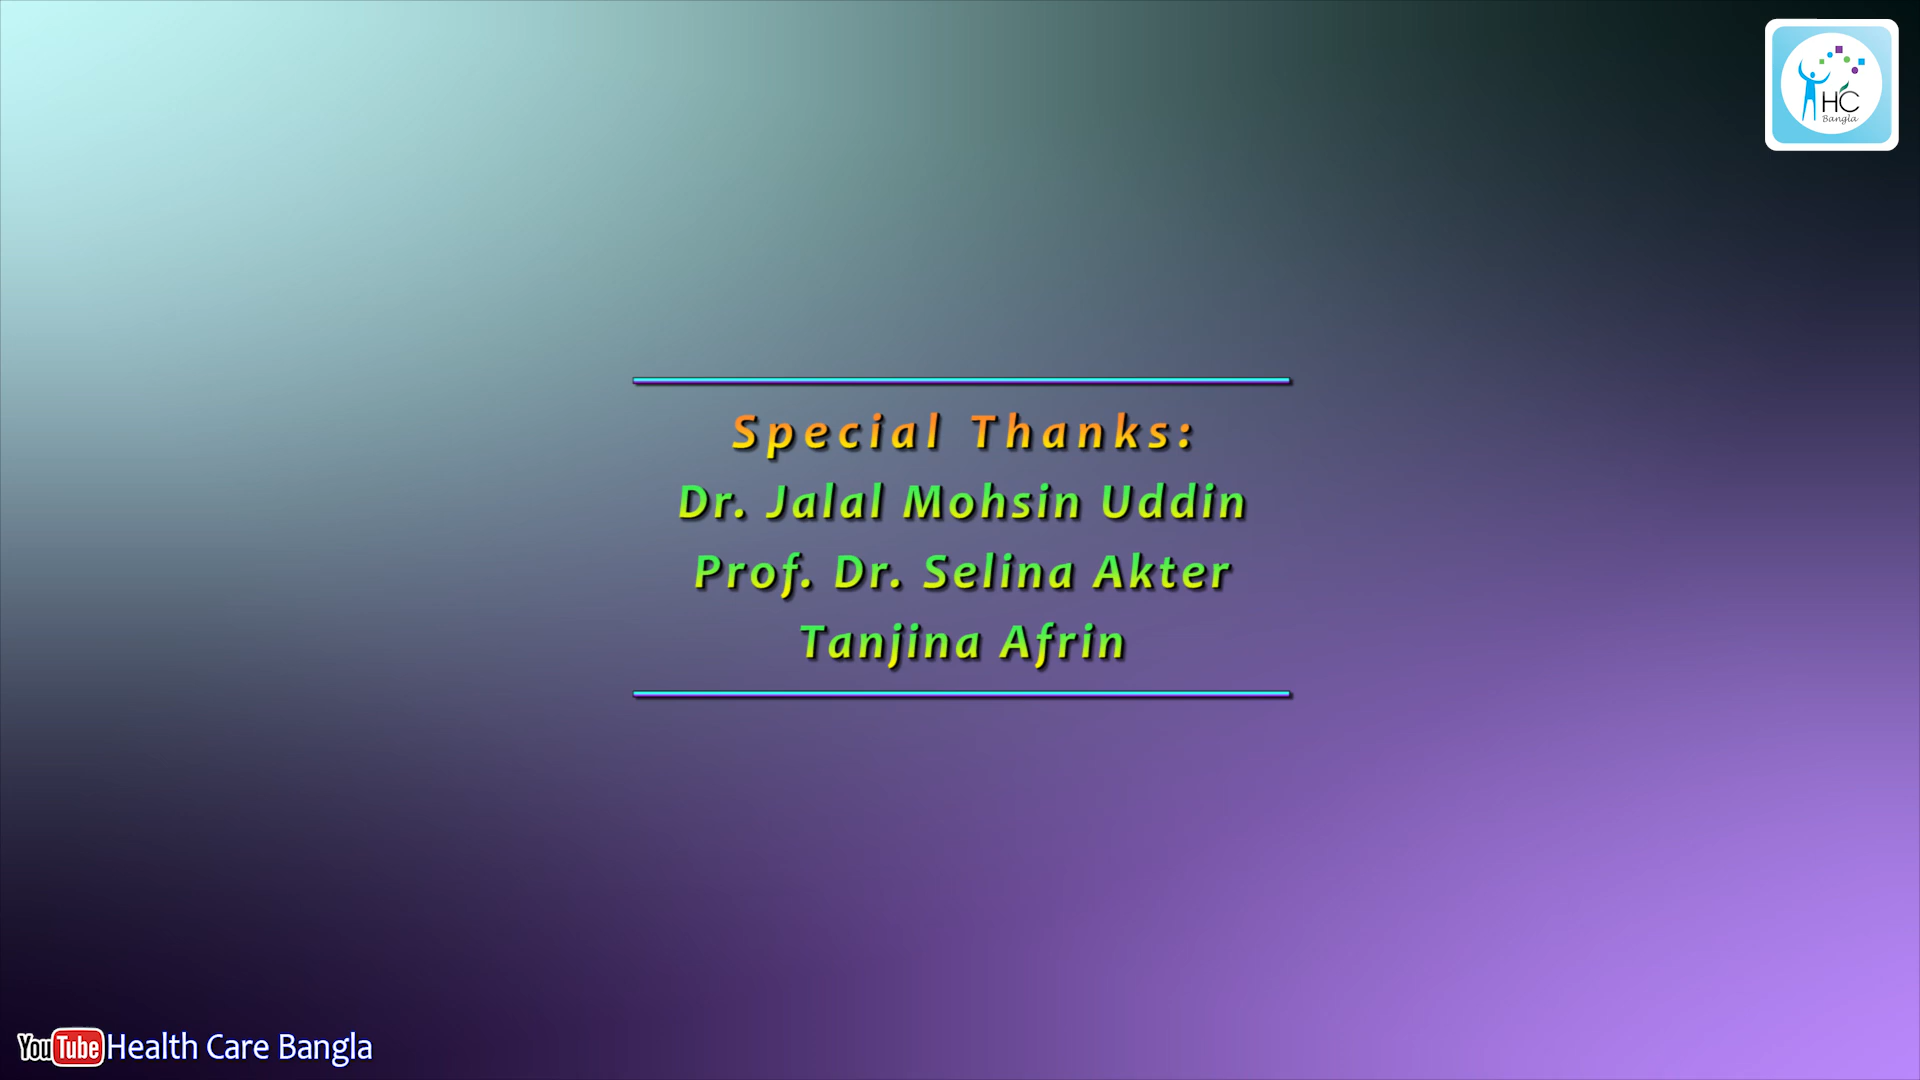 HC
Bangla
Special Thanks:
Dr. Jalal Mohsin Uddin
Prof. Dr. Selina Akter
Tanjina Afrin
YouTube Health Care Bangla